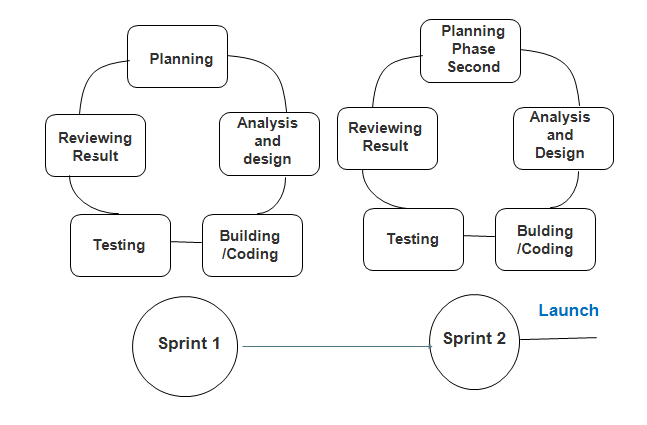 Planning
Reviewing
Result
Analysis
and
design
Testing
Building
/Coding
Planning
Phase
Second
Reviewing
Result
Analysis
and
Design
Testing
Bulding
/Coding
Sprint 1
Sprint 2
Launch